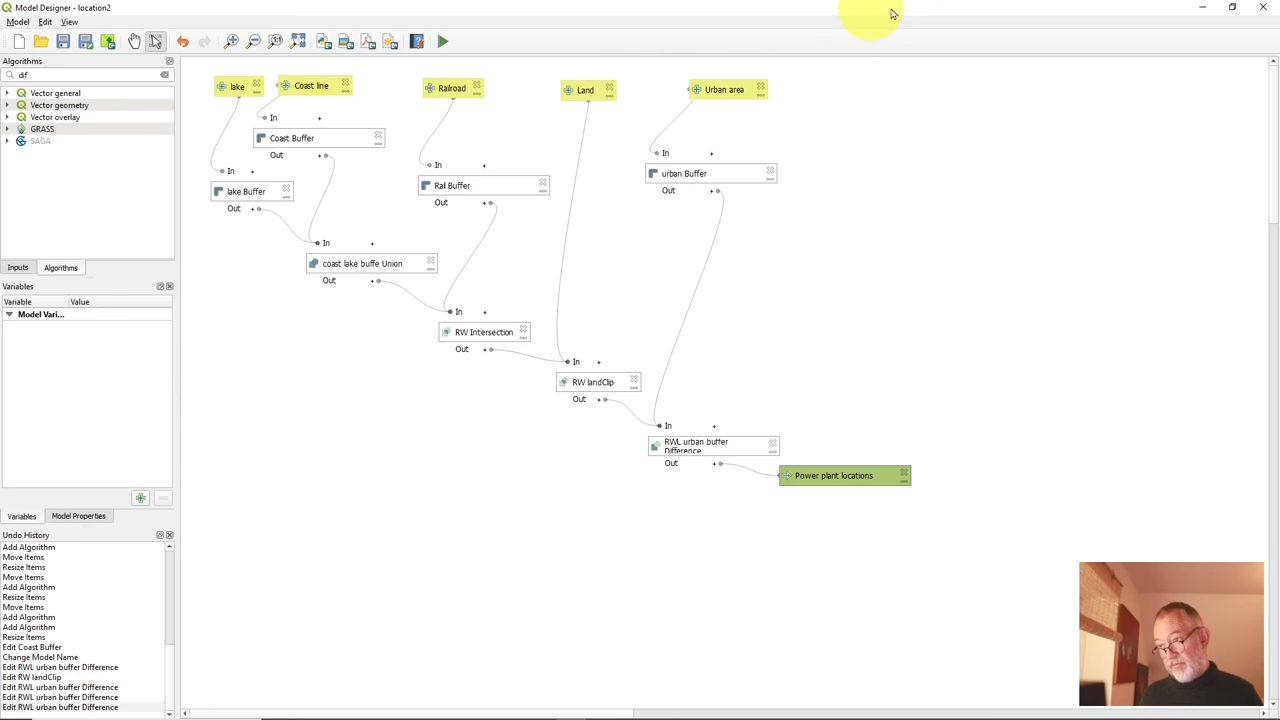 Model Designer - location2
Model Edit View
Algorithms
dif
Vector general
Vector geometry
Vector overlay
GRASS
SAGA
Inputs Algorithms
Variables
Variable Value
Model Vari...
Variables Model Properties
Undo History
Add Algorithm
Move Items
Resize Items
Move Items
Add Algorithm
Resize Items
Move Items
Add Algorithm
Add Algorithm
Resize Items
Edit Coast Buffer
Change Model Name
Edit RWL urban buffer Difference
Edit RW landClip
Edit RWL urban buffer Difference
Edit RWL urban buffer Difference
Edit RWL urban buffer Difference
lake
Coast line
Railroad
Land
Urban area
In
Coast Buffer
Out
In
lake Buffer
Out
In
Rail Buffer
Out
In
urban Buffer
Out
In
coast lake buffe Union
Out
In
RW Intersection
Out
In
RW landClip
Out
In
RWL urban buffer
Difference
Out
Power plant locations